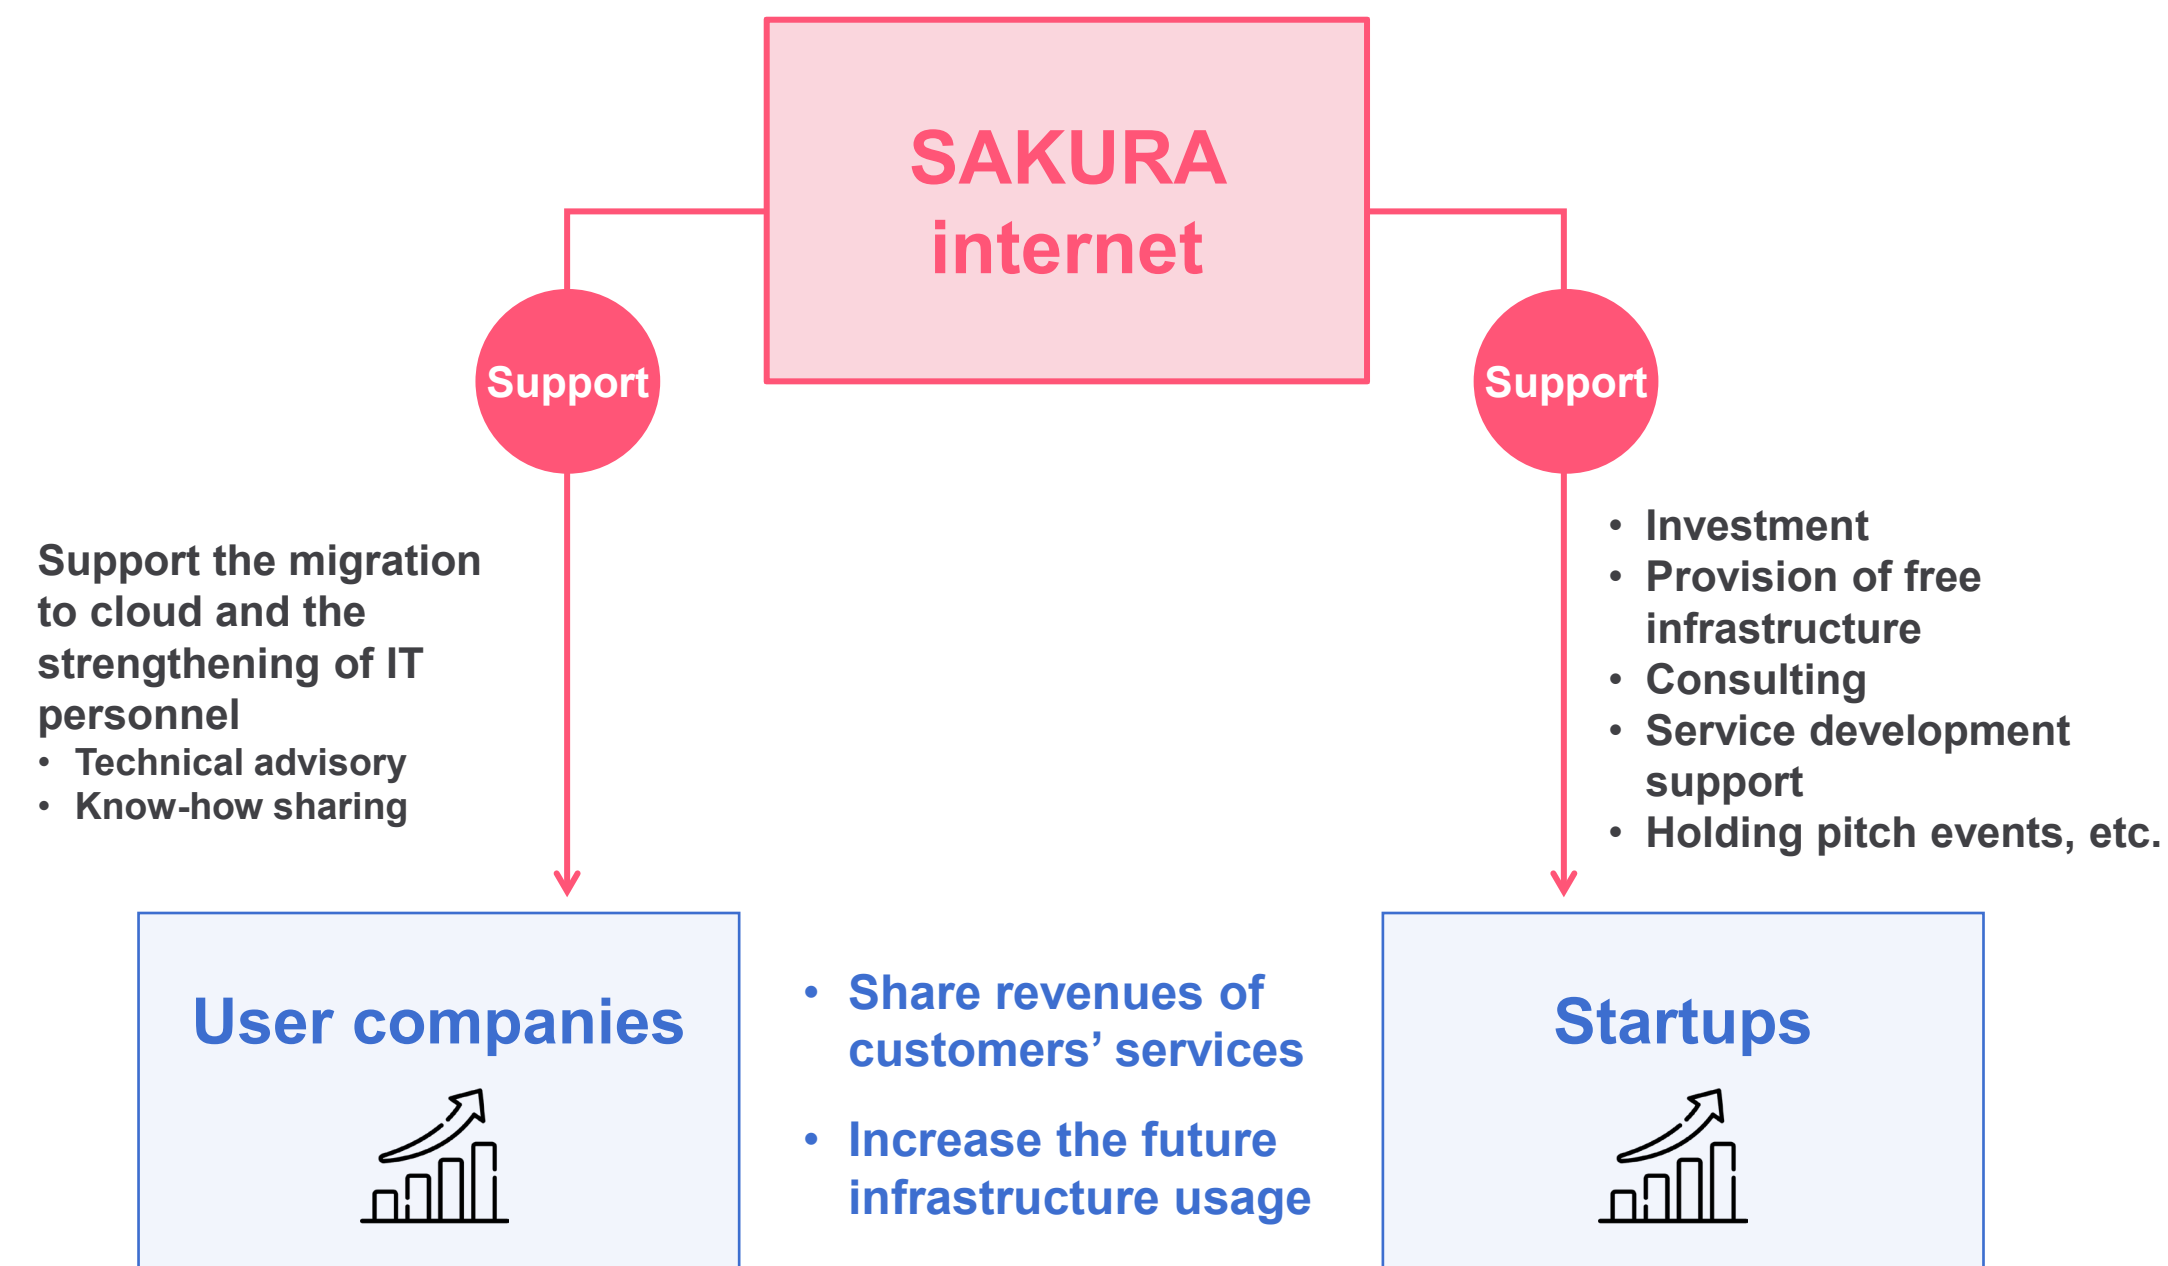 SAKURA
internet
Support
Support
Support the migration
to cloud and the
strengthening of IT
personnel
• Technical advisory
• Know-how sharing
• Investment
• Provision of free
infrastructure
• Consulting
• Service development
support
• Holding pitch events, etc.
User companies
• Share revenues of
customers’ services
• Increase the future
infrastructure usage
Startups